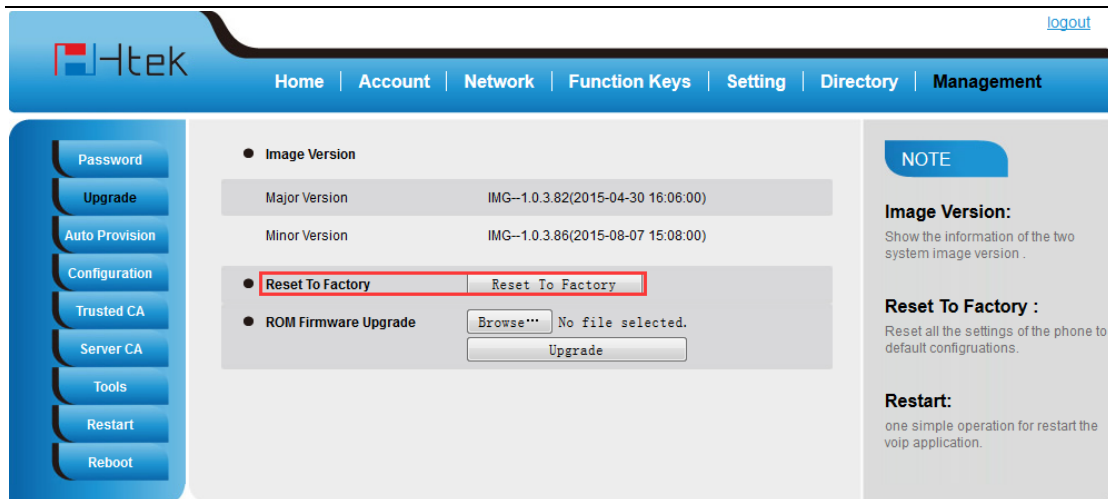 logout
Htek
Home | Account | Network | Function Keys | Setting | Directory | Management
Password
Upgrade
Auto Provision
Configuration
Trusted CA
Server CA
Tools
Restart
Reboot
Image Version
Major Version IMG--1.0.3.82(2015-04-30 16:06:00)
Minor Version IMG--1.0.3.86(2015-08-07 15:08:00)
Reset To Factory Reset To Factory
ROM Firmware Upgrade Browse… No file selected.
Upgrade
NOTE
Image Version:
Show the information of the two
system image version .
Reset To Factory :
Reset all the settings of the phone to
default configruations.
Restart:
one simple operation for restart the
voip application.